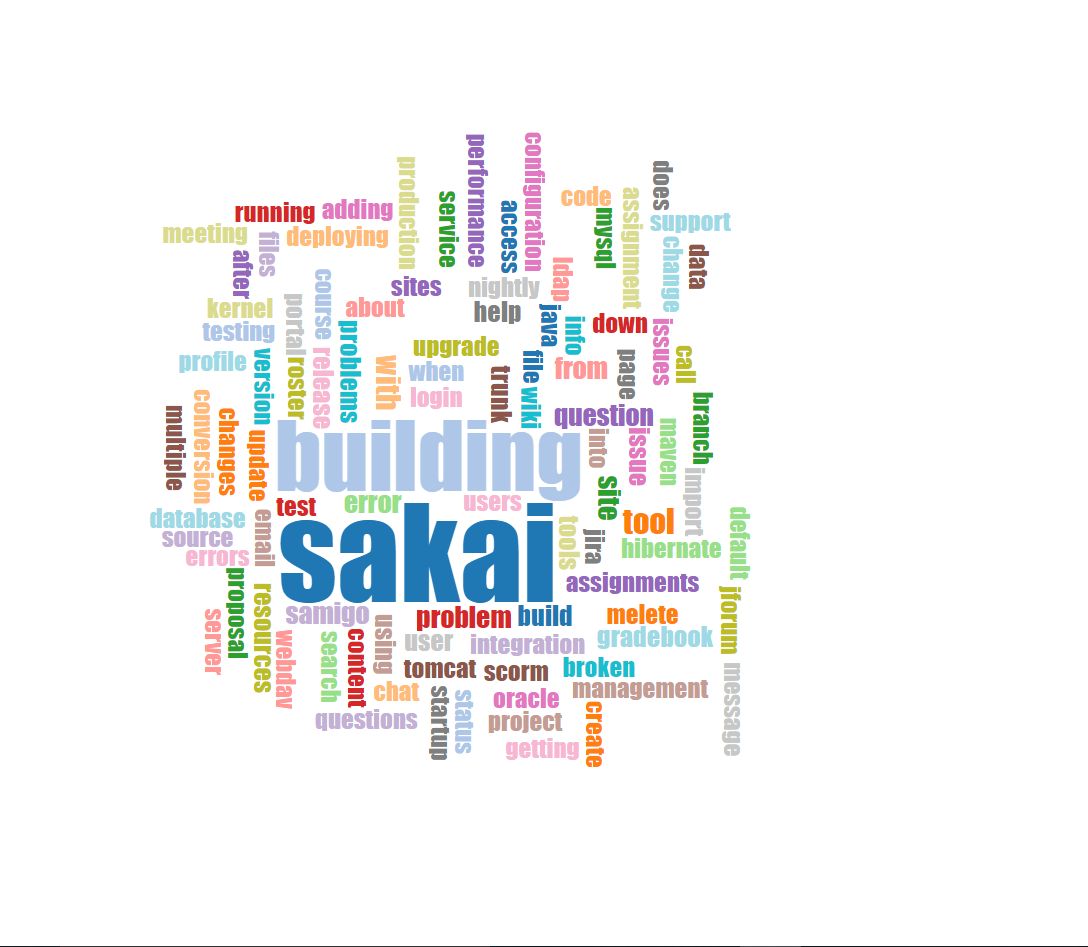 performance
configuration
production
does
code
assignment
service
support
access
running
adding
mysql
meeting
deploying
files
change
data
after
ldap
course
sites
nightly
portal
kernel
about
help
java
info
down
issues
testing
problems
upgrade
call
release
version
profile
roster
with
when
file
from
page
trunk
login
wiki
branch
conversion
multiple
changes
question
building
maven
update
into
issue
import
site
test
error
users
sakai
default
database
email
tools
tool
source
jira
hibernate
errors
proposal
assignments
resources
jforum
samigo
problem
build
melete
server
using
webdav
search
content
user
integration
gradebook
tomcat
scorm
broken
message
management
chat
startup
status
oracle
questions
project
create
getting